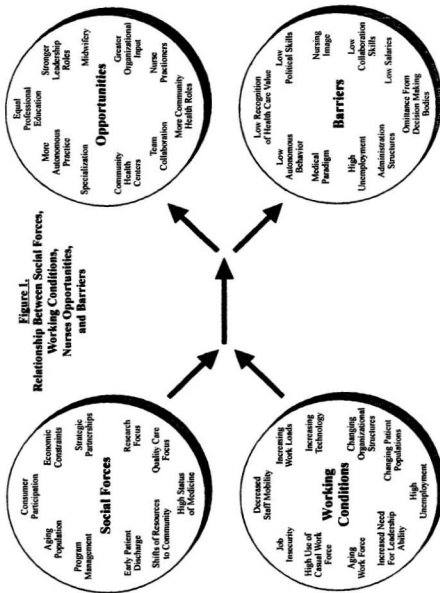 Figure 1.
Relationship Between Social Forces,
Working Conditions,
Nurses Opportunities,
and Barriers
Social Forces
Consumer
Participation
Aging
Population
Economic
Constraints
Program
Management
Strategic
Partnerships
Early Patient
Discharge
Research
Focus
Shifts of Resources
to Community
Quality Care
Focus
High Status
of Medicine
Opportunities
Equal
Professional
Education
More
Autonomous
Practice
Stronger
Leadership
Roles
Specialization
Midwifery
Community
Health
Centers
Greater
Organizational
Input
Team
Collaboration
Nurse
Practitioners
More Community
Health Roles
Working
Conditions
Decreased
Staff Mobility
Job
Insecurity
Increasing
Work Loads
High Use of
Casual Work
Force
Increasing
Technology
Aging
Work Force
Changing
Organizational
Structures
Increased Need
For Leadership
Ability
Changing Patient
Populations
High
Unemployment
Barriers
Low Recognition
of Health Care Value
Low
Autonomous
Behavior
Low
Political Skills
Medical
Paradigm
Nursing
Image
High
Unemployment
Low
Collaboration
Skills
Administration
Structures
Low Salaries
Omittance From
Decision Making
Bodies